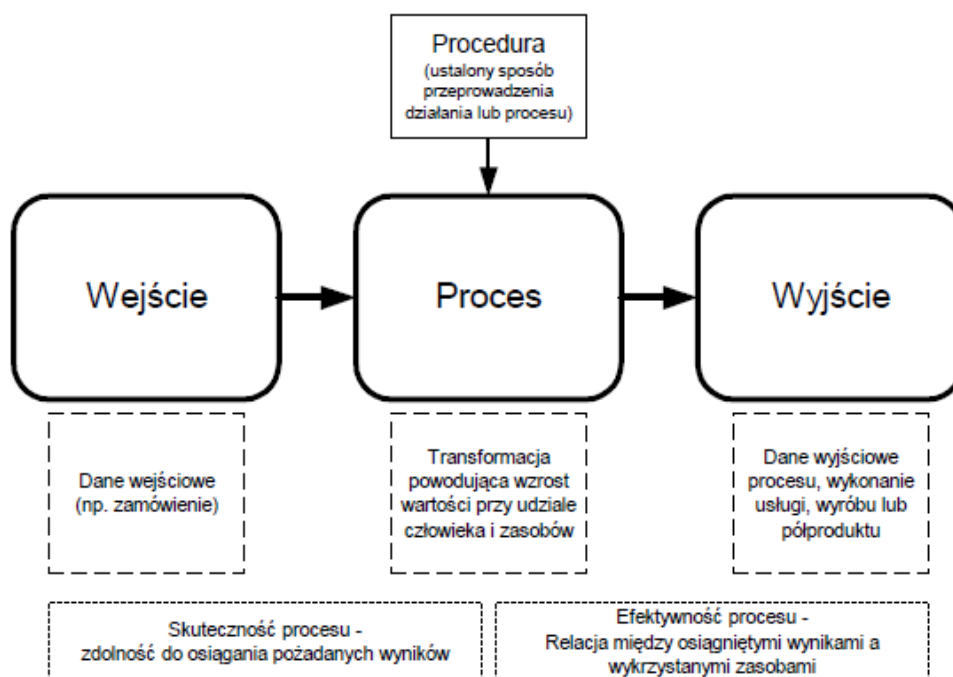 Procedura
(ustalony sposób
przeprowadzenia
działania lub procesu)
Wejście
Proces
Wyjście
Dane wejściowe
(np. zamówienie)
Transformacja
powodująca wzrost
wartości przy udziale
człowieka i zasobów
Dane wyjściowe
procesu, wykonanie
usługi, wyrobu lub
półproduktu
Skuteczność procesu -
zdolność do osiągania pożadanych wyników
Efektywność procesu -
Relacja między osiągniętymi wynikami a
wykrzystanymi zasobami